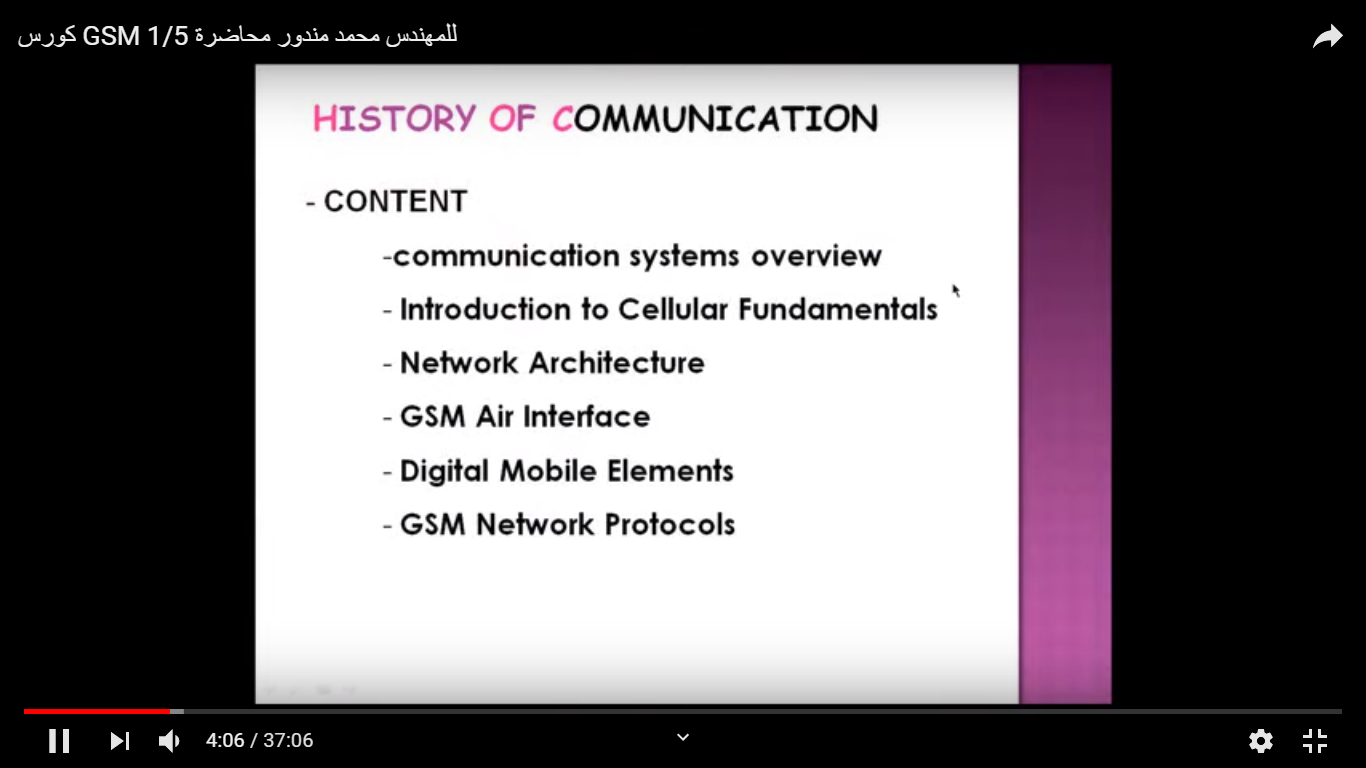 كورس GSM 1/5 للمهندس محمد مندور محاضرة
HISTORY OF COMMUNICATION
- CONTENT
-communication systems overview
- Introduction to Cellular Fundamentals
- Network Architecture
- GSM Air Interface
- Digital Mobile Elements
- GSM Network Protocols
4:06 / 37:06